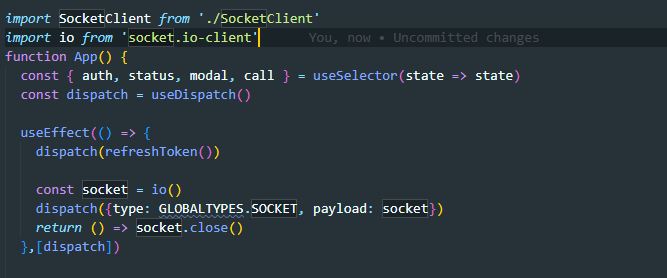 import SocketClient from './SocketClient'
import io from 'socket.io-client' You, now • Uncommitted changes
function App() {
const { auth, status, modal, call } = useSelector(state => state)
const dispatch = useDispatch()
useEffect(() => {
dispatch(refreshToken())
const socket = io()
dispatch({type: GLOBALTYPES.SOCKET, payload: socket})
return () => socket.close()
},[dispatch])